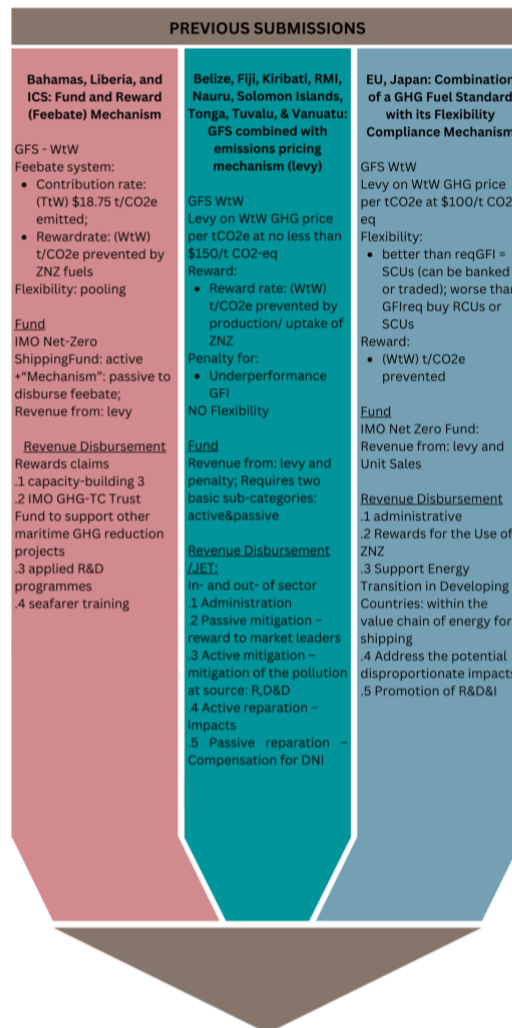 PREVIOUS SUBMISSIONS
Bahamas, Liberia, and
ICS: Fund and Reward
(Feebate) Mechanism
GFS - WtW
Feebate system:
• Contribution rate:
(TtW) $18.75 t/CO2e
emitted;
• Rewardrate: (WtW)
t/CO2e prevented by
ZNZ fuels
Flexibility: pooling
Fund
IMO Net-Zero
ShippingFund: active
+“Mechanism”: passive to
disburse feebate;
Revenue from: levy
Revenue Disbursement
Rewards claims
.1 capacity-building 3
.2 IMO GHG-TC Trust
Fund to support other
maritime GHG reduction
projects
.3 applied R&D
programmes
.4 seafarer training
Belize, Fiji, Kiribati, RMI,
Nauru, Solomon Islands,
Tonga, Tuvalu, & Vanuatu:
GFS combined with
emissions pricing
mechanism (levy)
GFS WtW
Levy on WtW GHG price
per tCO2e at no less than
$150/t CO2-eq
Reward:
• Reward rate: (WtW)
t/CO2e prevented by
production/ uptake of
ZNZ
Penalty for:
• Underperformance
GFI
NO Flexibility
Fund
Revenue from: levy and
penalty; Requires two
basic sub-categories:
active&passive
Revenue Disbursement
/JET:
In- and out- of sector
.1 Administration
.2 Passive mitigation –
reward to market leaders
.3 Active mitigation –
mitigation of the pollution
at source: R,D&D
.4 Active reparation –
impacts
.5 Passive reparation –
Compensation for DNI
EU, Japan: Combination
of a GHG Fuel Standard
with its Flexibility
Compliance Mechanism
GFS WtW
Levy on WtW GHG price
per tCO2e at $100/t CO2
eq
Flexibility:
• better than reqGFI =
SCUs (can be banked
or traded); worse than
GFIreq buy RCUs or
SCUs
Reward:
• (WtW) t/CO2e
prevented
Fund
IMO Net Zero Fund:
Revenue from: levy and
Unit Sales
Revenue Disbursement
.1 administrative
.2 Rewards for the Use of
ZNZ
.3 Support Energy
Transition in Developing
Countries: within the
value chain of energy for
shipping
.4 Address the potential
disproportionate impacts
.5 Promotion of R&D&I